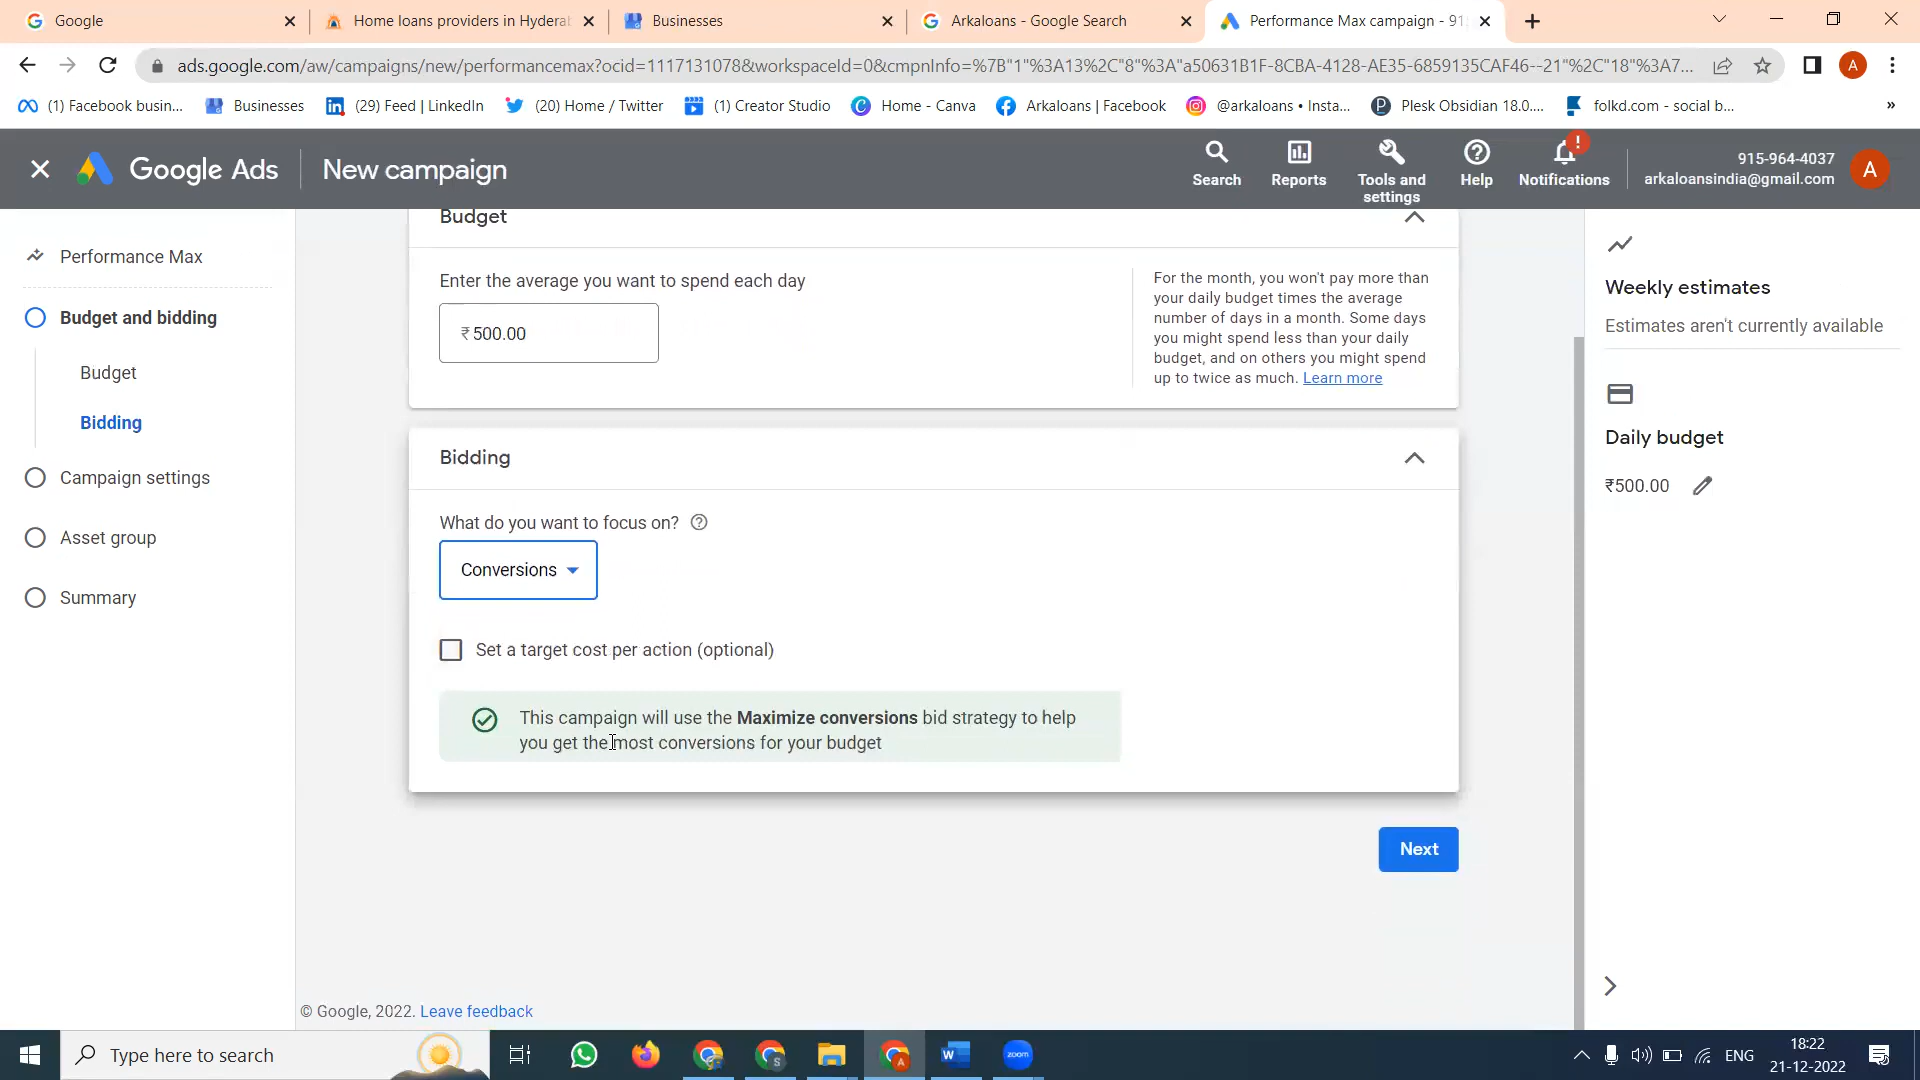 Google
Home loans providers in Hyderab
Businesses
Arkaloans - Google Search
Performance Max campaign - 915
ads.google.com/aw/campaigns/new/performancemax?ocid=1117131078&workspaceId=0&cmpnInfo=%7B"1"%3A13%2C"8"%3A"a50631B1F-8CBA-4128-AE35-6859135CAF46--21"%2C"18"%3A7...
A
(1) Facebook busin...
Businesses
(29) Feed | LinkedIn
(20) Home / Twitter
(1) Creator Studio
Home - Canva
Arkaloans | Facebook
@arkaloans • Insta...
Plesk Obsidian 18.0....
folkd.com - social b...
»
Google Ads
New campaign
Search
Reports
Tools and
settings
Help
!
Notifications
915-964-4037
arkaloansindia@gmail.com
A
Performance Max
Budget and bidding
Budget
Bidding
Campaign settings
Asset group
Summary
Budget
Enter the average you want to spend each day
₹500.00
For the month, you won't pay more than
your daily budget times the average
number of days in a month. Some days
you might spend less than your daily
budget, and on others you might spend
up to twice as much. Learn more
Bidding
What do you want to focus on?
Conversions
Set a target cost per action (optional)
This campaign will use the Maximize conversions bid strategy to help
you get the most conversions for your budget
Next
Weekly estimates
Estimates aren't currently available
Daily budget
₹500.00
© Google, 2022. Leave feedback
Type here to search
zoom
ENG
18:22
21-12-2022